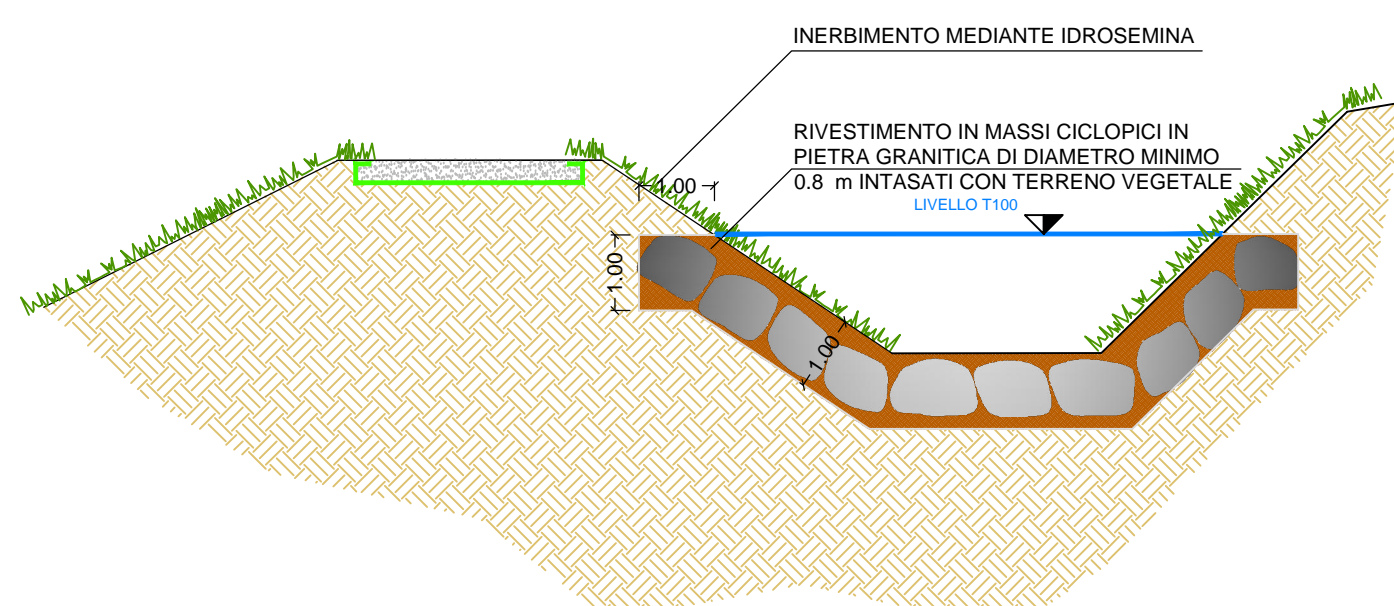 INERBIMENTO MEDIANTE IDROSEMINA
RIVESTIMENTO IN MASSI CICLOPICI IN
PIETRA GRANITICA DI DIAMETRO MINIMO
0.8 m INTASATI CON TERRENO VEGETALE
LIVELLO T100
1.00
1.00
1.00